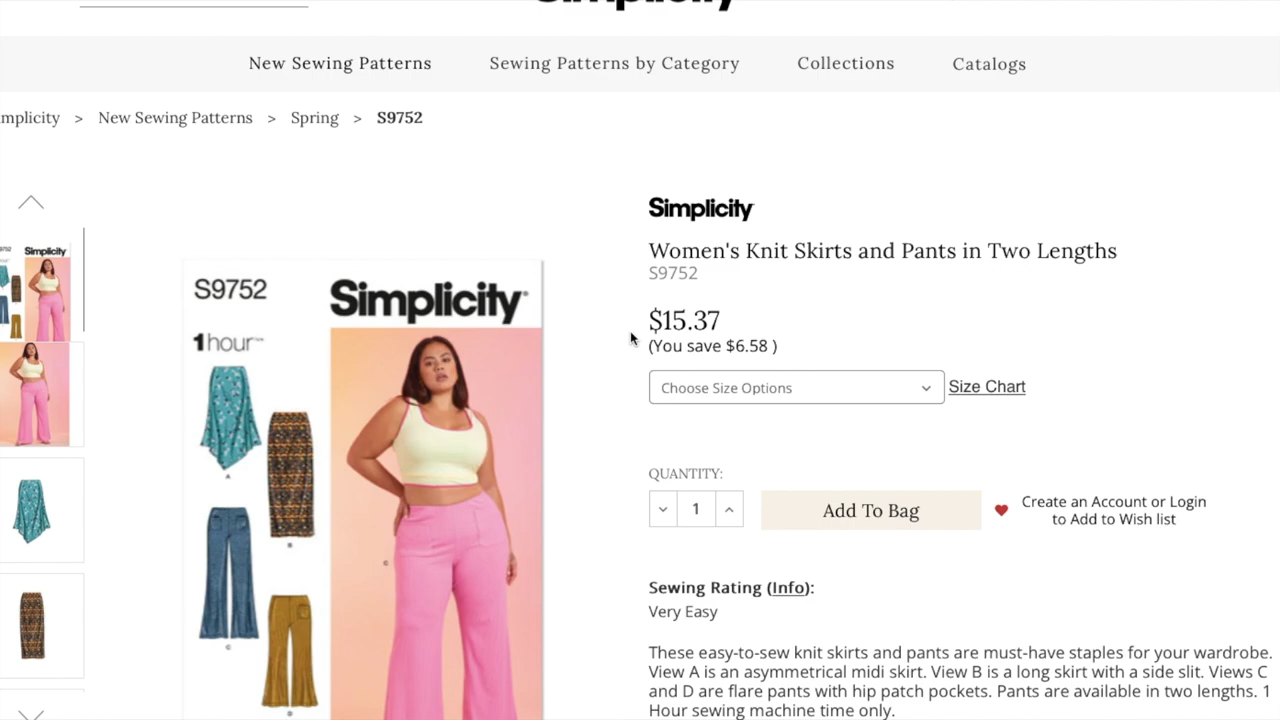 Simplicity
New Sewing Patterns
Sewing Patterns by Category
Collections
Catalogs
mplicity > New Sewing Patterns > Spring > S9752
Simplicity
Women's Knit Skirts and Pants in Two Lengths
S9752
$15.37
(You save $6.58 )
Choose Size Options
Size Chart
QUANTITY:
1
Add To Bag
Create an Account or Login
to Add to Wish list
Sewing Rating (Info):
Very Easy
These easy-to-sew knit skirts and pants are must-have staples for your wardrobe.
View A is an asymmetrical midi skirt. View B is a long skirt with a side slit. Views C
and D are flare pants with hip patch pockets. Pants are available in two lengths. 1
Hour sewing machine time only.
S9752
Simplicity
1hour
A
B
C
D
C
Simplicity